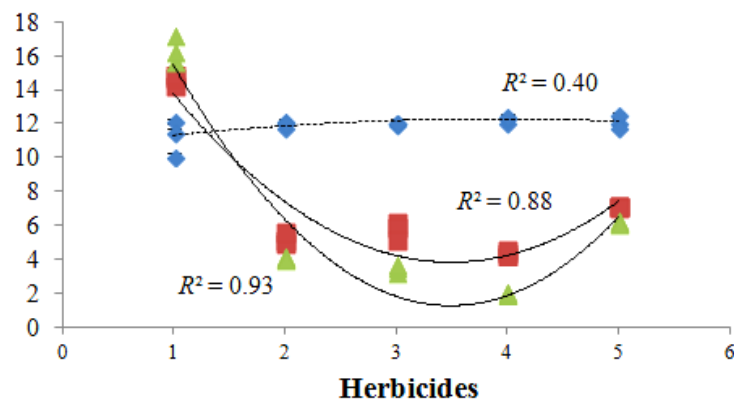 18
16
14
12
10
8
6
4
2
0
R² = 0.40
R² = 0.88
R² = 0.93
0 1 2 3 4 5 6
Herbicides